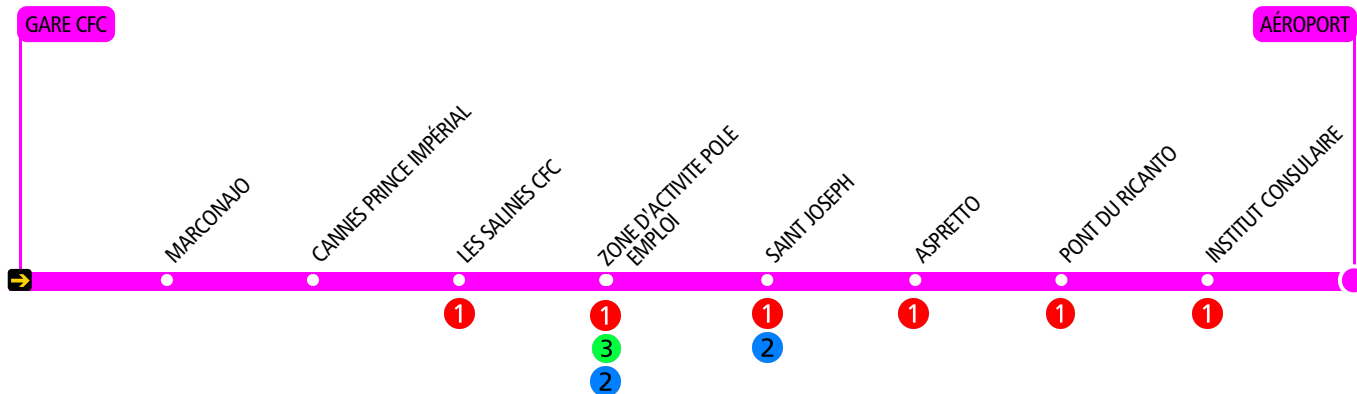 GARE CFC
AÉROPORT
MARCONAJO
CANNES PRINCE IMPÉRIAL
LES SALINES CFC
ZONE D'ACTIVITE POLE
EMPLOI
SAINT JOSEPH
ASPRETTO
PONT DU RICANTO
INSTITUT CONSULAIRE
1
1
1
1
1
1
3
2
2